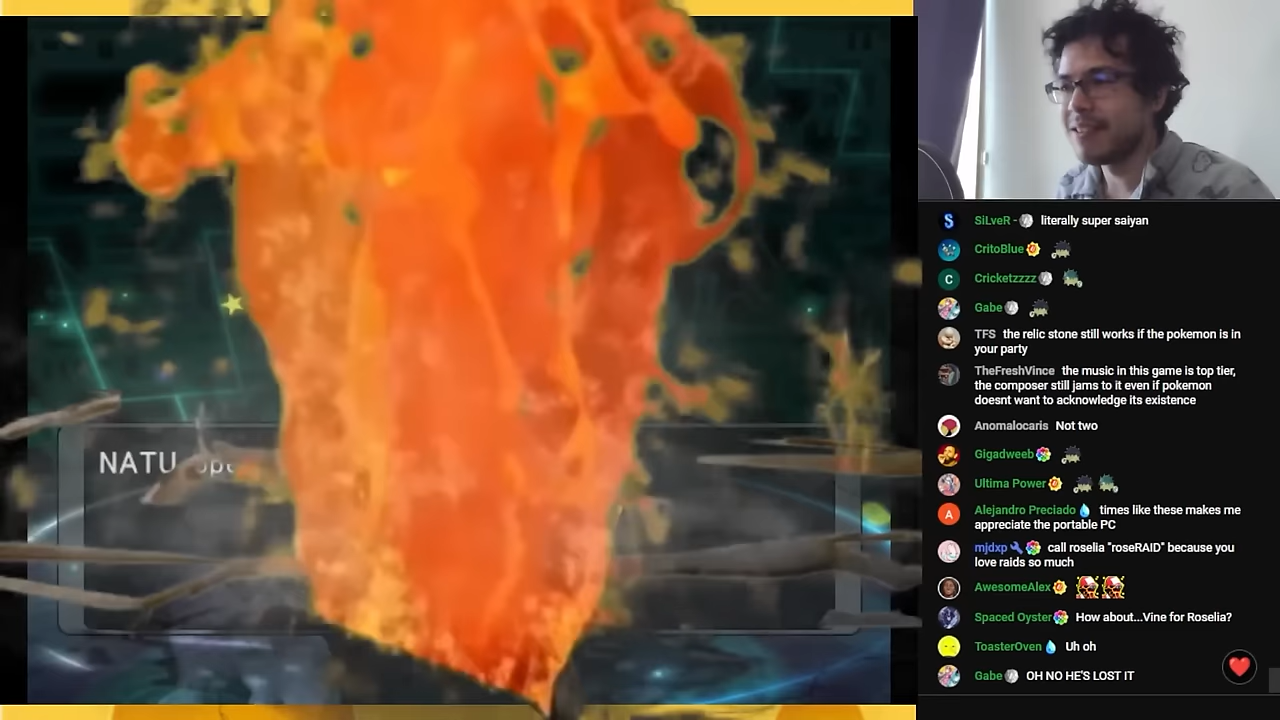 NATU
SiLveR - literally super saiyan
CritoBlue
Cricketzzzz
Gabe
TFS the relic stone still works if the pokemon is in
your party
TheFreshVince the music in this game is top tier,
the composer still jams to it even if pokemon
doesnt want to acknowledge its existence
Anomalocaris Not two
Gigadweeb
Ultima Power
Alejandro Preciado times like these makes me
appreciate the portable PC
mjdxp call roselia "roseRAID" because you
love raids so much
AwesomeAlex
Spaced Oyster How about...Vine for Roselia?
ToasterOven Uh oh
Gabe OH NO HE'S LOST IT